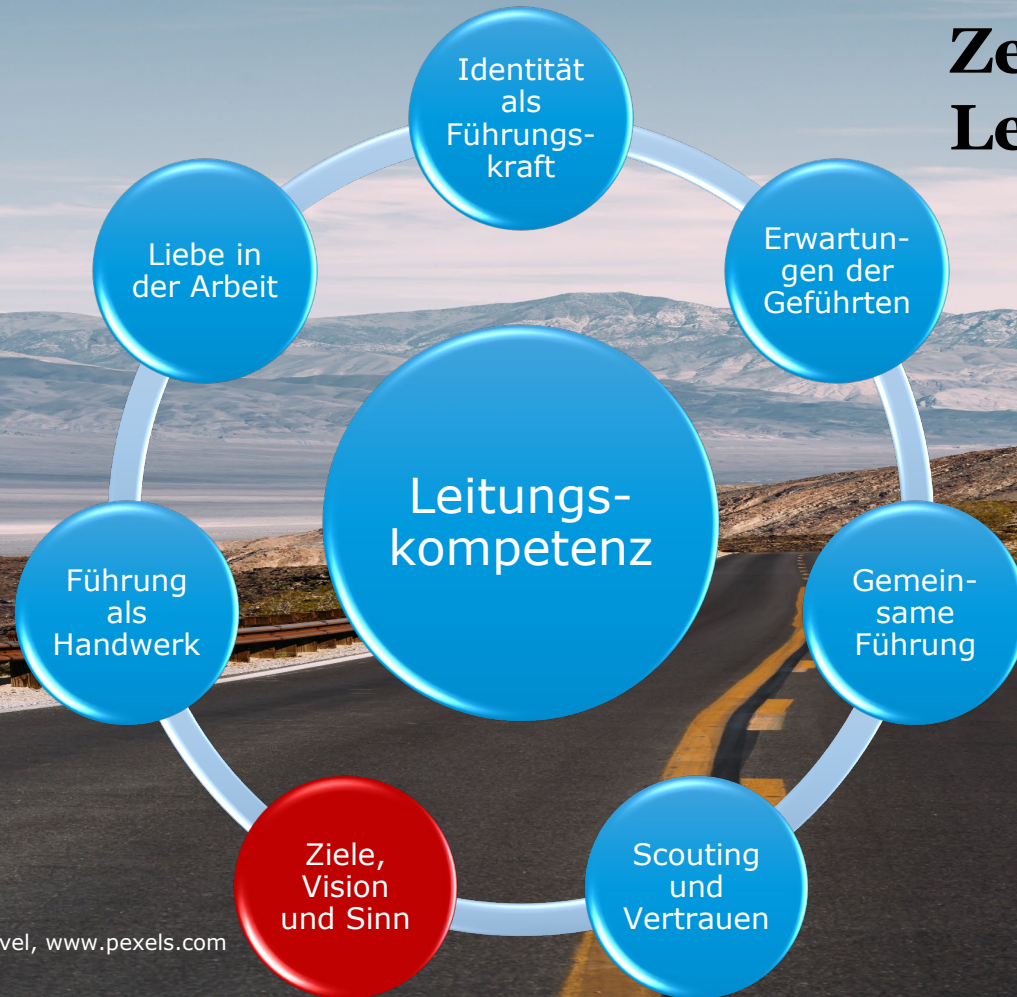 Ze
Le
Identität
als
Führungs-
kraft
Erwartun-
gen der
Geführten
Gemein-
same
Führung
Scouting
und
Vertrauen
Ziele,
Vision
und Sinn
Führung
als
Handwerk
Liebe in
der Arbeit
Leitungs-
kompetenz
vel, www.pexels.com